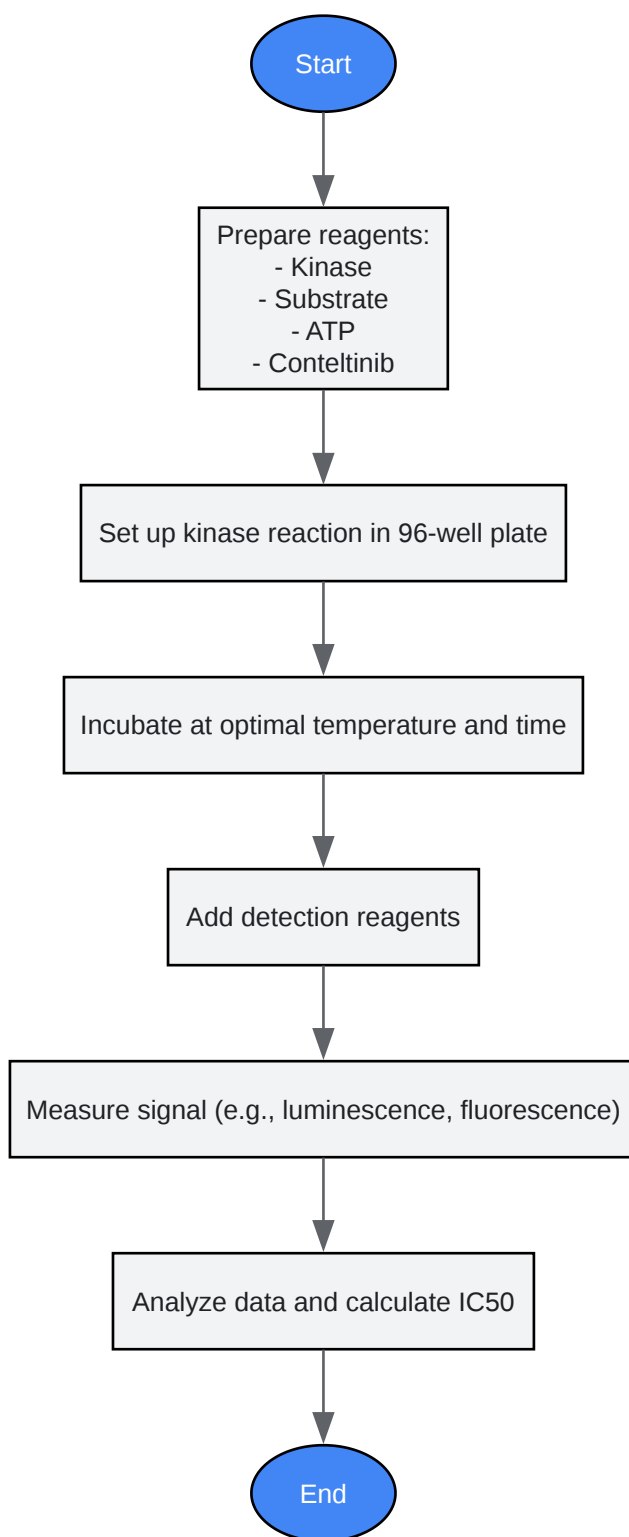 Start
Prepare reagents:
- Kinase
- Substrate
- ATP
- Conteltinib
Set up kinase reaction in 96-well plate
Incubate at optimal temperature and time
Add detection reagents
Measure signal (e.g., luminescence, fluorescence)
Analyze data and calculate IC50
End